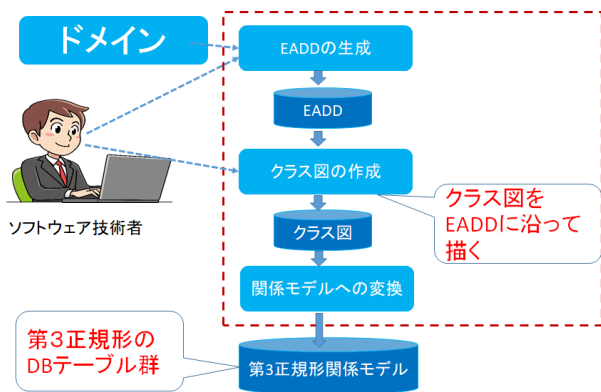 ドメイン
EADDの生成
EADD
クラス図の作成
ソフトウェア技術者
クラス図を
EADDに沿って
描く
クラス図
関係モデルへの変換
第3正規形の
DBテーブル群
第3正規形関係モデル